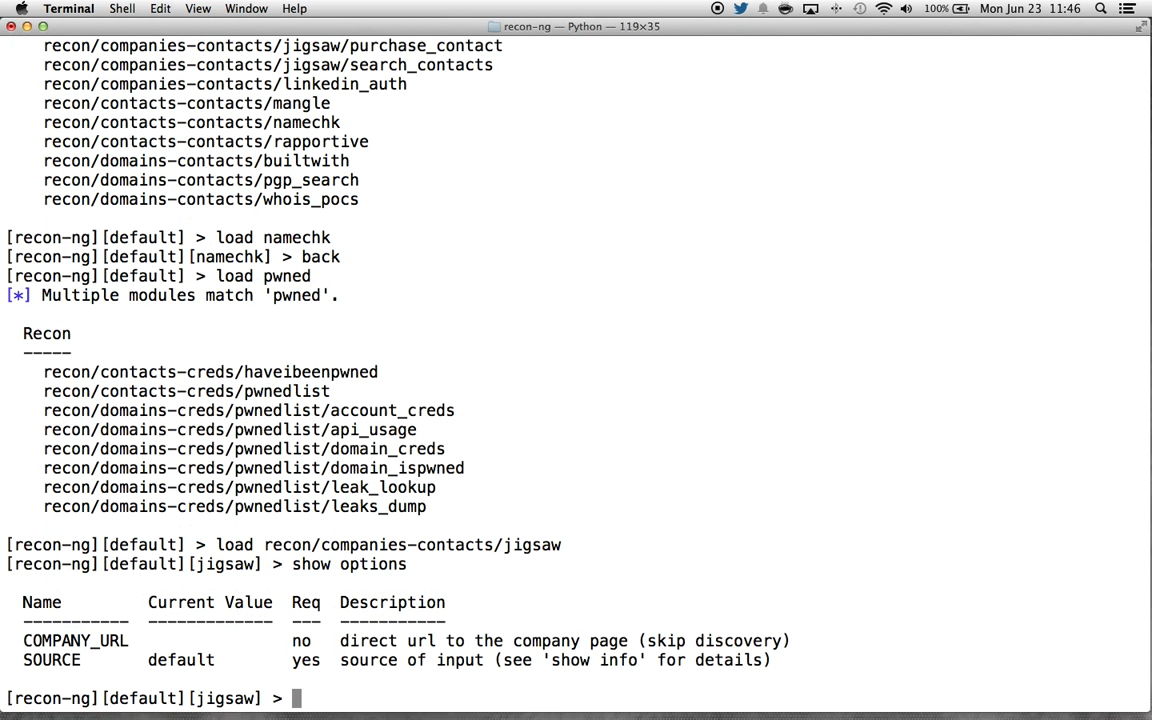 Terminal Shell Edit View Window Help 100% Mon Jun 23 11:46
recon-ng — Python — 119×35
recon/companies-contacts/jigsaw/purchase_contact
recon/companies-contacts/jigsaw/search_contacts
recon/companies-contacts/linkedin_auth
recon/contacts-contacts/mangle
recon/contacts-contacts/namechk
recon/contacts-contacts/rapportive
recon/domains-contacts/builtwith
recon/domains-contacts/pgp_search
recon/domains-contacts/whois_pocs
[recon-ng][default] > load namechk
[recon-ng][default][namechk] > back
[recon-ng][default] > load pwned
[*] Multiple modules match 'pwned'.
Recon
-----
recon/contacts-creds/haveibeenpwned
recon/contacts-creds/pwnedlist
recon/domains-creds/pwnedlist/account_creds
recon/domains-creds/pwnedlist/api_usage
recon/domains-creds/pwnedlist/domain_creds
recon/domains-creds/pwnedlist/domain_ispwned
recon/domains-creds/pwnedlist/leak_lookup
recon/domains-creds/pwnedlist/leaks_dump
[recon-ng][default] > load recon/companies-contacts/jigsaw
[recon-ng][default][jigsaw] > show options
Name Current Value Req Description
----------- ------------- --- -----------
COMPANY_URL no direct url to the company page (skip discovery)
SOURCE default yes source of input (see 'show info' for details)
[recon-ng][default][jigsaw] >